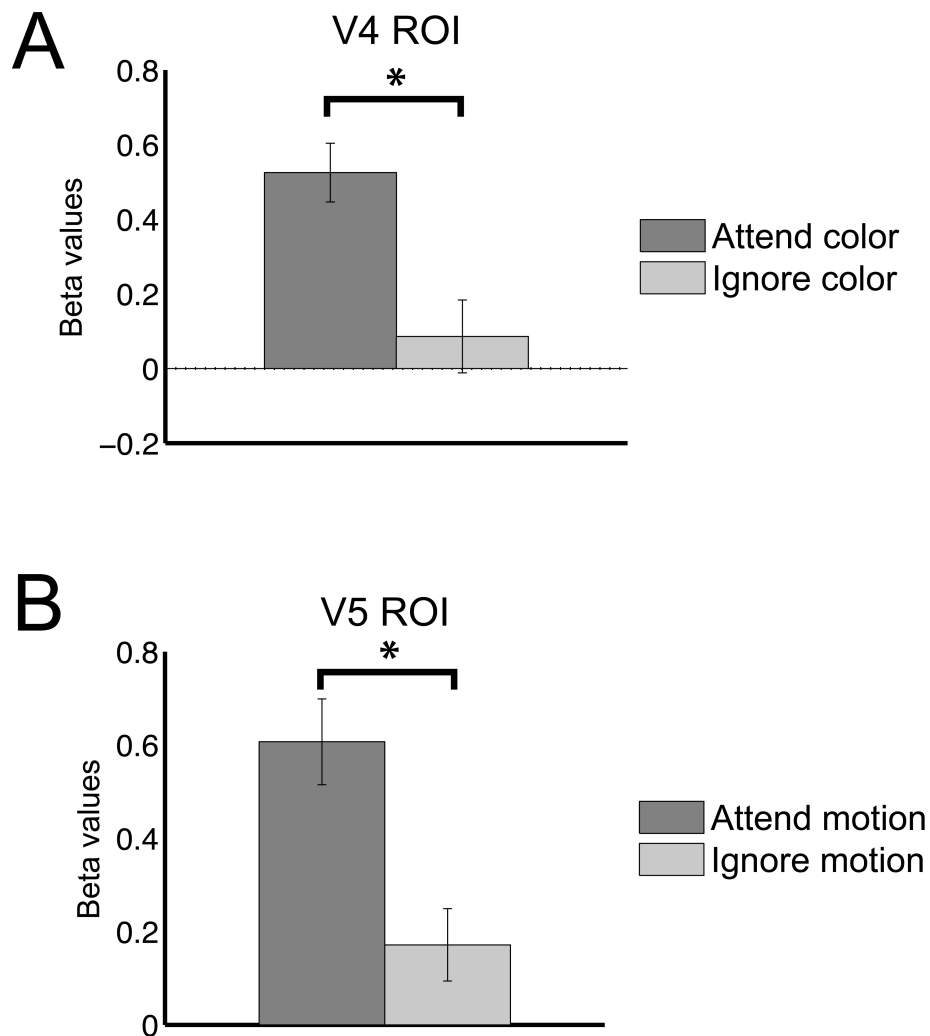 A
V4 ROI
*
0.8
0.6
0.4
0.2
0
−0.2
Beta values
Attend color
Ignore color
B
V5 ROI
*
0.8
0.6
0.4
0.2
0
Beta values
Attend motion
Ignore motion